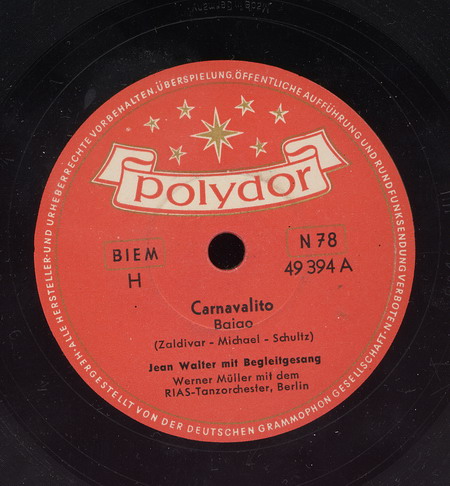 ALLE HERSTELLER- UND URHEBERRECHTE VORBEHALTEN, ÜBERSPIELUNG, ÖFFENTLICHE AUFFÜHRUNG UND RUNDFUNKSENDUNG VERBOTEN.
polydor
BIEM
H
N 78
49 394 A
Carnavalito
Baiao
(Zaldivar - Michael - Schultz)
Jean Walter mit Begleitgesang
Werner Müller mit dem
RIAS-Tanzorchester, Berlin
HERGESTELLT VON DER DEUTSCHEN GRAMMOPHON GESELLSCHAFT